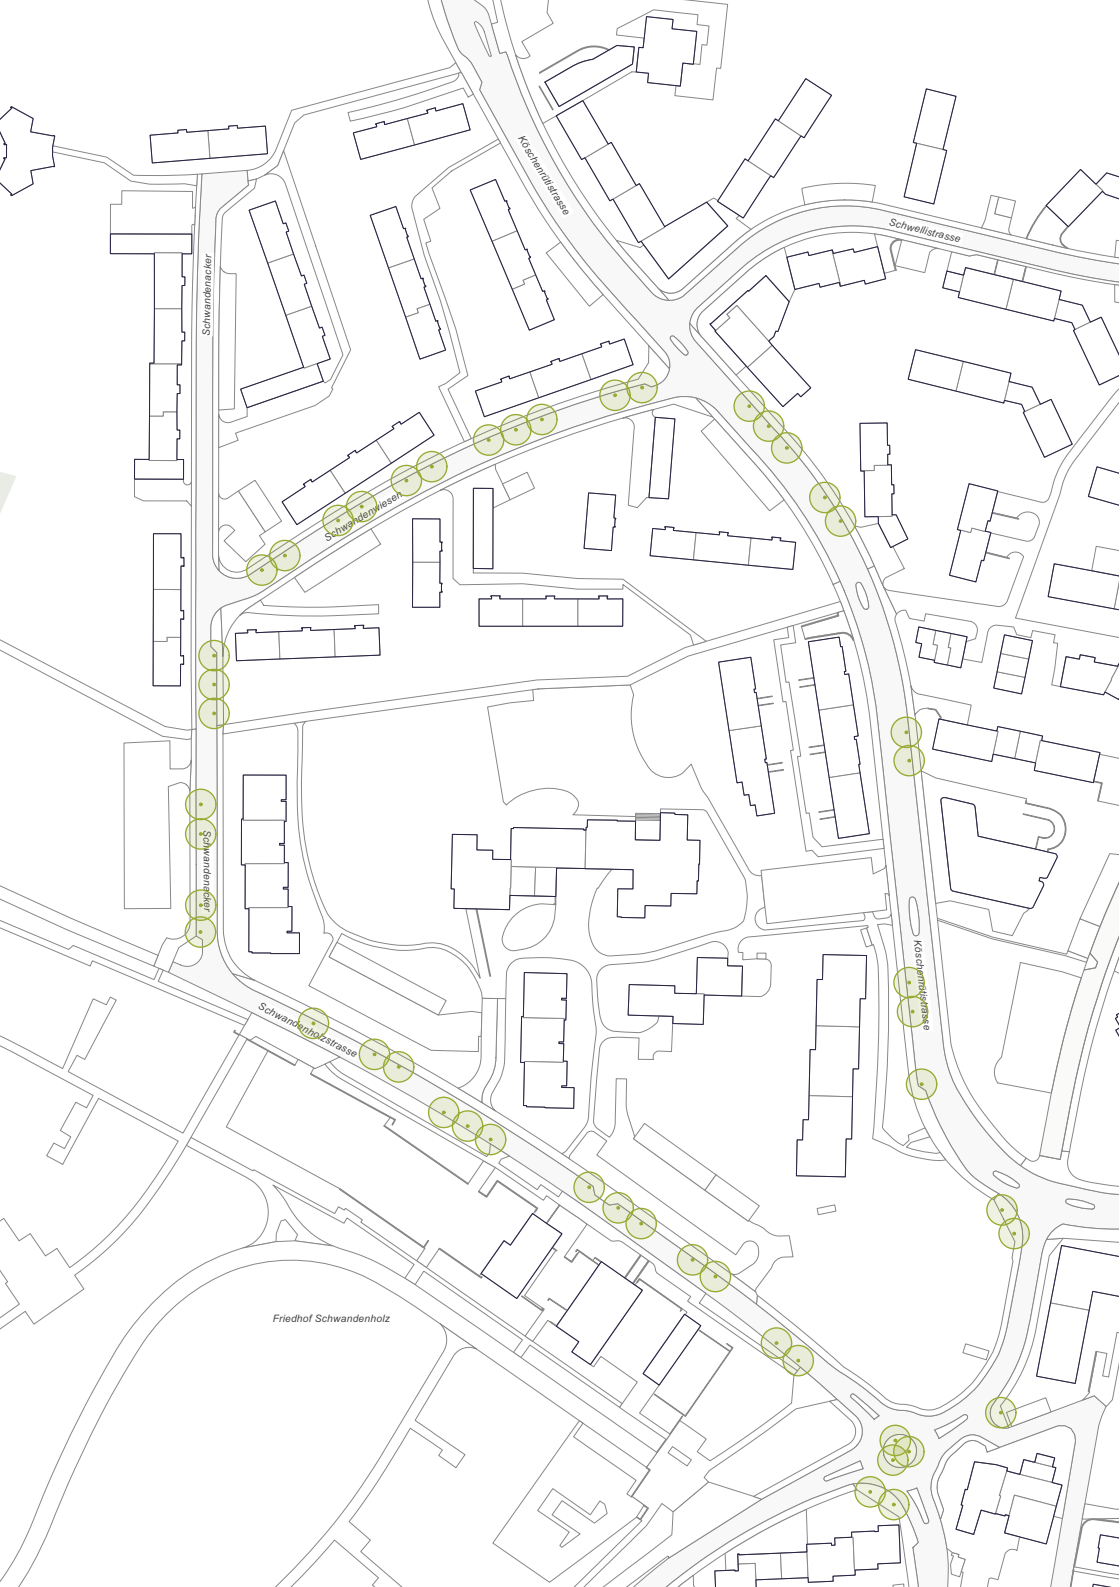 Köschenrütistrasse
Schwellistrasse
Schwandenacker
Schwandenwiesen
Schwandenacker
Köschenrütistrasse
Schwandenholzstrasse
Friedhof Schwandenholz